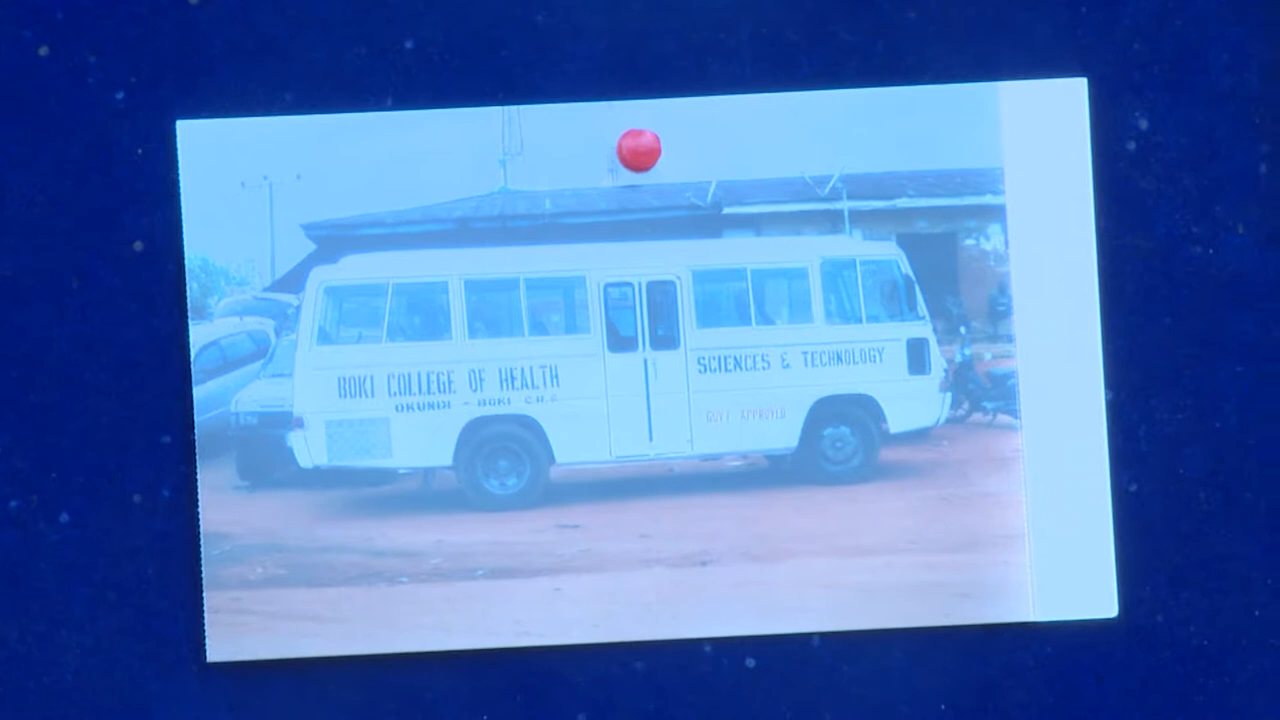 BOKI COLLEGE OF HEALTH
OKUNDI - BOKI C.H.S
SCIENCES & TECHNOLOGY
GOVT APPROVED